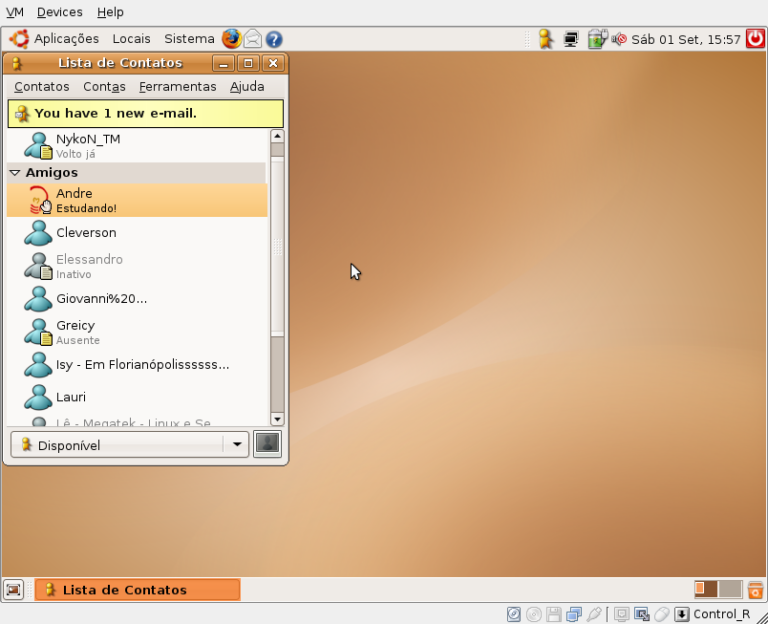 VM Devices Help
Aplicações Locais Sistema Sáb 01 Set, 15:57
Lista de Contatos
Contatos Contas Ferramentas Ajuda
You have 1 new e-mail.
NykoN_TM
Volto já
Amigos
Andre
Estudando!
Cleverson
Elessandro
Inativo
Giovanni%20...
Greicy
Ausente
Isy - Em Florianópolissssss...
Lauri
Lê - Megatek - Linux e Se
Disponível
Lista de Contatos
Control_R